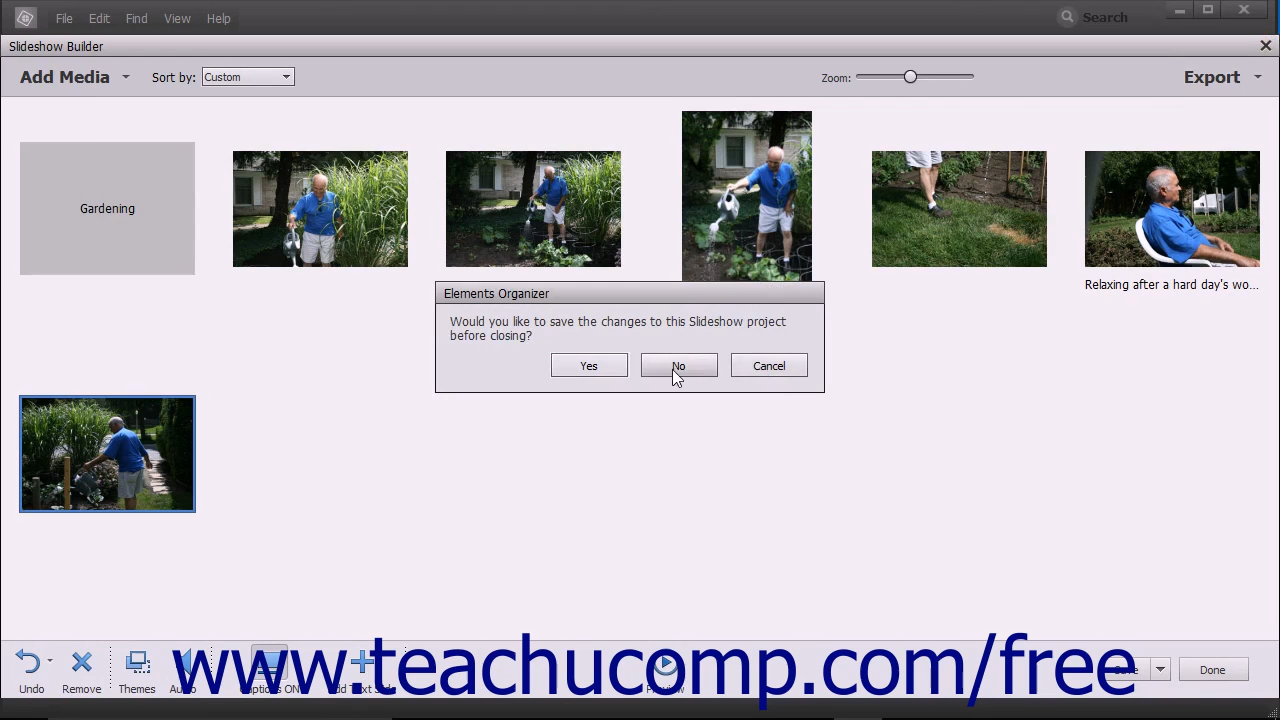 File Edit Find View Help Search
Slideshow Builder
Add Media Sort by: Custom Zoom: Export
Gardening
Relaxing after a hard day's wo...
Elements Organizer
Would you like to save the changes to this Slideshow project
before closing?
Yes No Cancel
www.teachucomp.com/free
Done
Undo Remove Themes